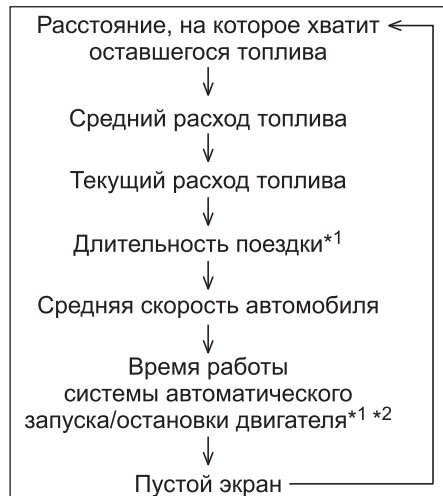 Расстояние, на которое хватит
оставшегося топлива
Средний расход топлива
Текущий расход топлива
Длительность поездки*1
Средняя скорость автомобиля
Время работы
системы автоматического
запуска/остановки двигателя*1 *2
Пустой экран